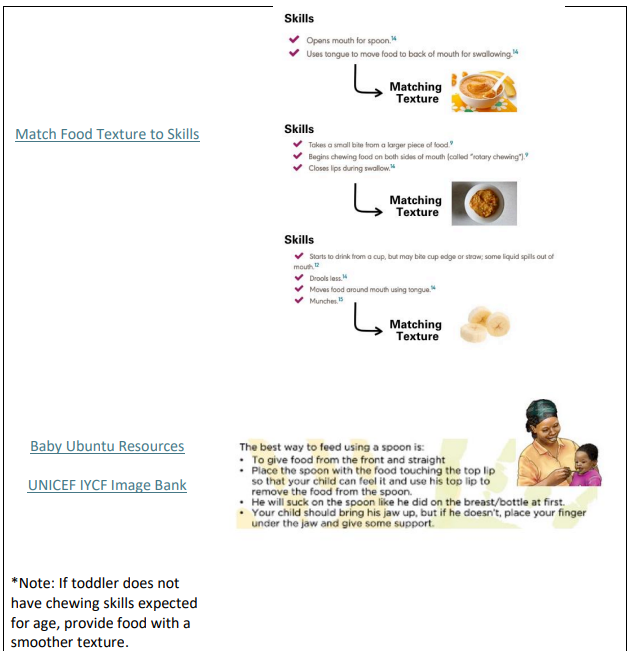 Match Food Texture to Skills
Skills
Opens mouth for spoon.14
Uses tongue to move food to back of mouth for swallowing.14
Matching
Texture
Skills
Takes a small bite from a larger piece of food.9
Begins chewing food on both sides of mouth (called "rotary chewing").9
Closes lips during swallow.14
Matching
Texture
Skills
Starts to drink from a cup, but may bite cup edge or straw; some liquid spills out of
mouth.12
Drools less.14
Moves food around mouth using tongue.14
Munches.15
Matching
Texture
Baby Ubuntu Resources
UNICEF IYCF Image Bank
The best way to feed using a spoon is:
• To give food from the front and straight
• Place the spoon with the food touching the top lip
so that your child can feel it and use his top lip to
remove the food from the spoon.
• He will suck on the spoon like he did on the breast/bottle at first.
• Your child should bring his jaw up, but if he doesn't, place your finger
under the jaw and give some support.
*Note: If toddler does not
have chewing skills expected
for age, provide food with a
smoother texture.